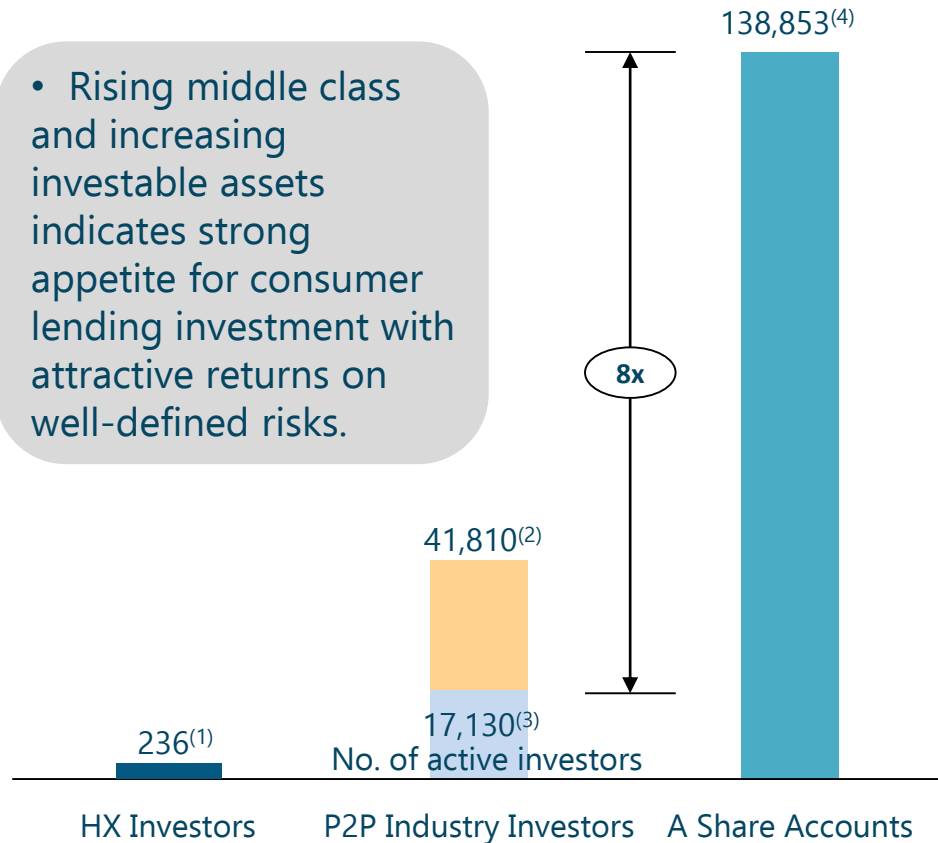 138,853(4)
• Rising middle class
and increasing
investable assets
indicates strong
appetite for consumer
lending investment with
attractive returns on
well-defined risks.
8x
41,810(2)
17,130(3)
236(1)
No. of active investors
HX Investors
P2P Industry Investors
A Share Accounts